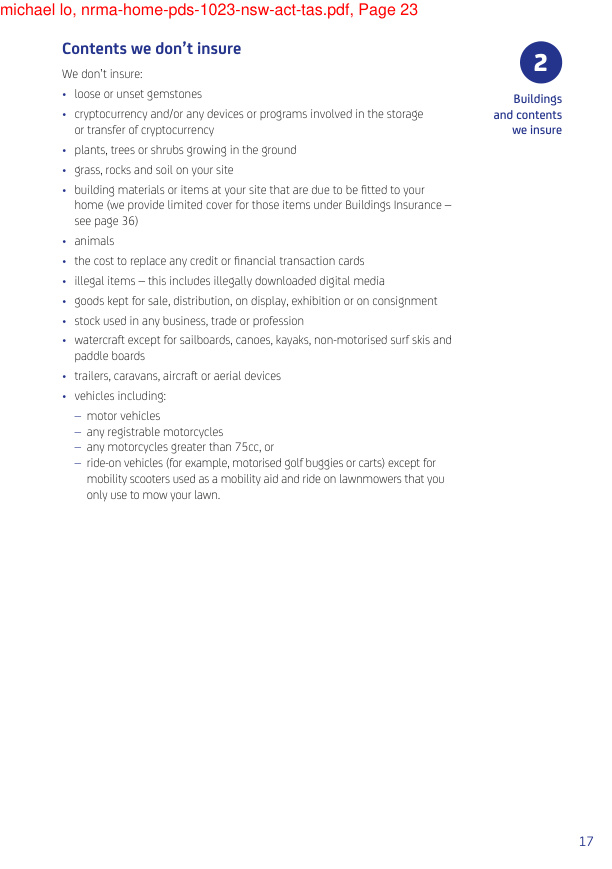 michael lo, nrma-home-pds-1023-nsw-act-tas.pdf, Page 23
Contents we don't insure
We don't insure:
• loose or unset gemstones
• cryptocurrency and/or any devices or programs involved in the storage
or transfer of cryptocurrency
• plants, trees or shrubs growing in the ground
• grass, rocks and soil on your site
• building materials or items at your site that are due to be fitted to your
home (we provide limited cover for those items under Buildings Insurance –
see page 36)
• animals
• the cost to replace any credit or financial transaction cards
• illegal items – this includes illegally downloaded digital media
• goods kept for sale, distribution, on display, exhibition or on consignment
• stock used in any business, trade or profession
• watercraft except for sailboards, canoes, kayaks, non-motorised surf skis and
paddle boards
• trailers, caravans, aircraft or aerial devices
• vehicles including:
– motor vehicles
– any registrable motorcycles
– any motorcycles greater than 75cc, or
– ride-on vehicles (for example, motorised golf buggies or carts) except for
mobility scooters used as a mobility aid and ride on lawnmowers that you
only use to mow your lawn.
2
Buildings
and contents
we insure
17